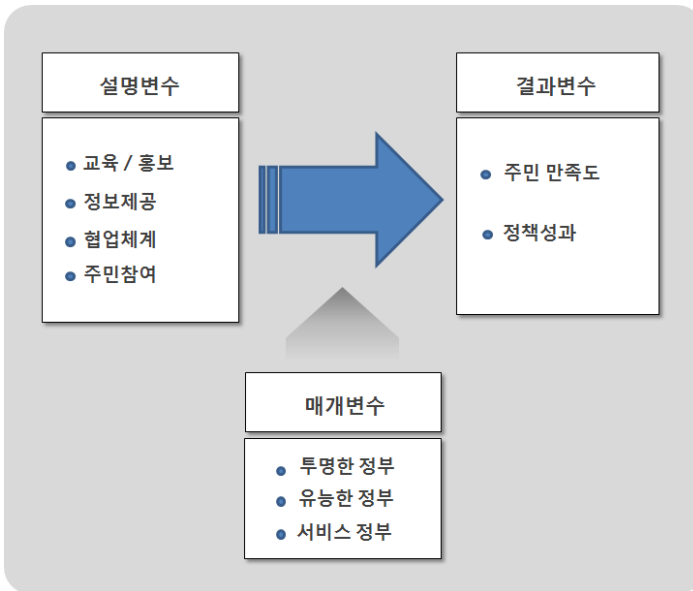 설명변수
교육 / 홍보
정보제공
협업체계
주민참여
결과변수
주민 만족도
정책성과
매개변수
투명한 정부
유능한 정부
서비스 정부